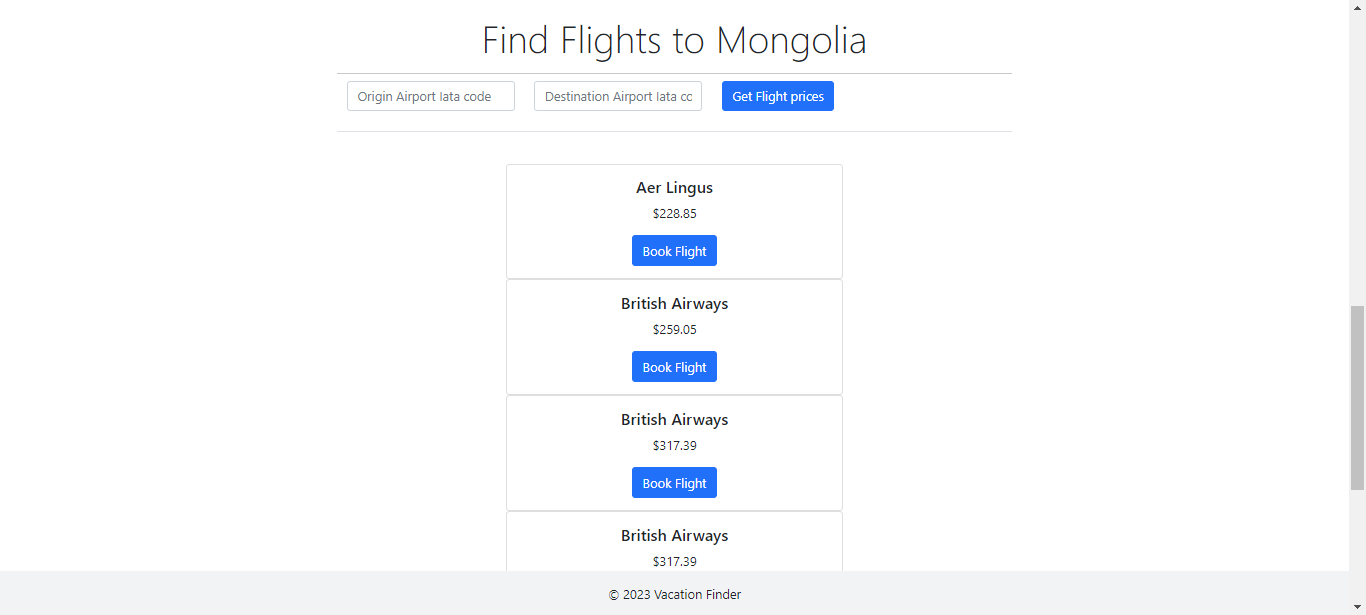 Find Flights to Mongolia
Origin Airport Iata code
Destination Airport Iata co
Get Flight prices
Aer Lingus
$228.85
Book Flight
British Airways
$259.05
Book Flight
British Airways
$317.39
Book Flight
British Airways
$317.39
© 2023 Vacation Finder